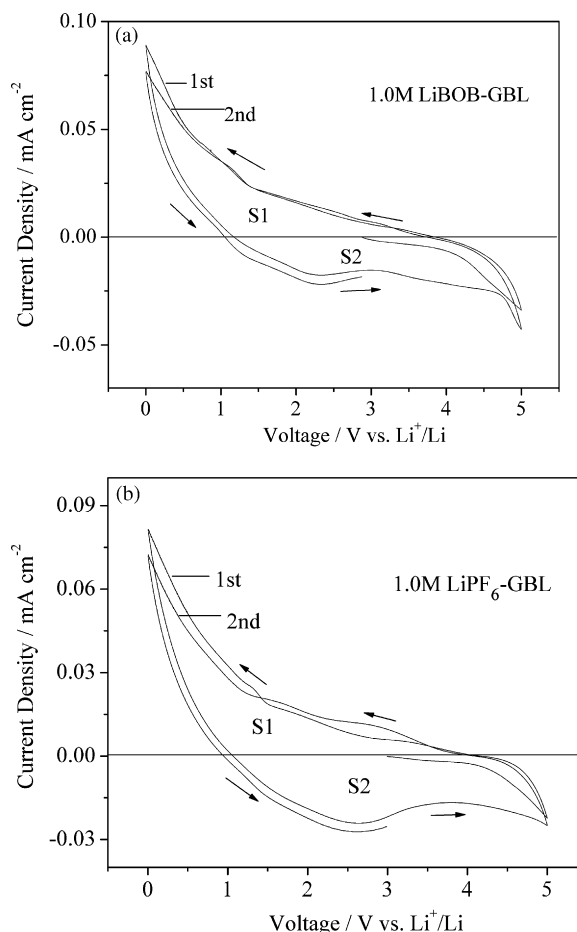 (a)
0.10
1st
2nd
1.0M LiBOB-GBL
0.05
S1
0.00
S2
-0.05
Current Density / mA cm⁻²
0 1 2 3 4 5
Voltage / V vs. Li⁺/Li
(b)
0.09
1st
1.0M LiPF₆-GBL
0.06
2nd
0.03
S1
0.00
S2
-0.03
Current Density / mA cm⁻²
0 1 2 3 4 5
Voltage / V vs. Li⁺/Li